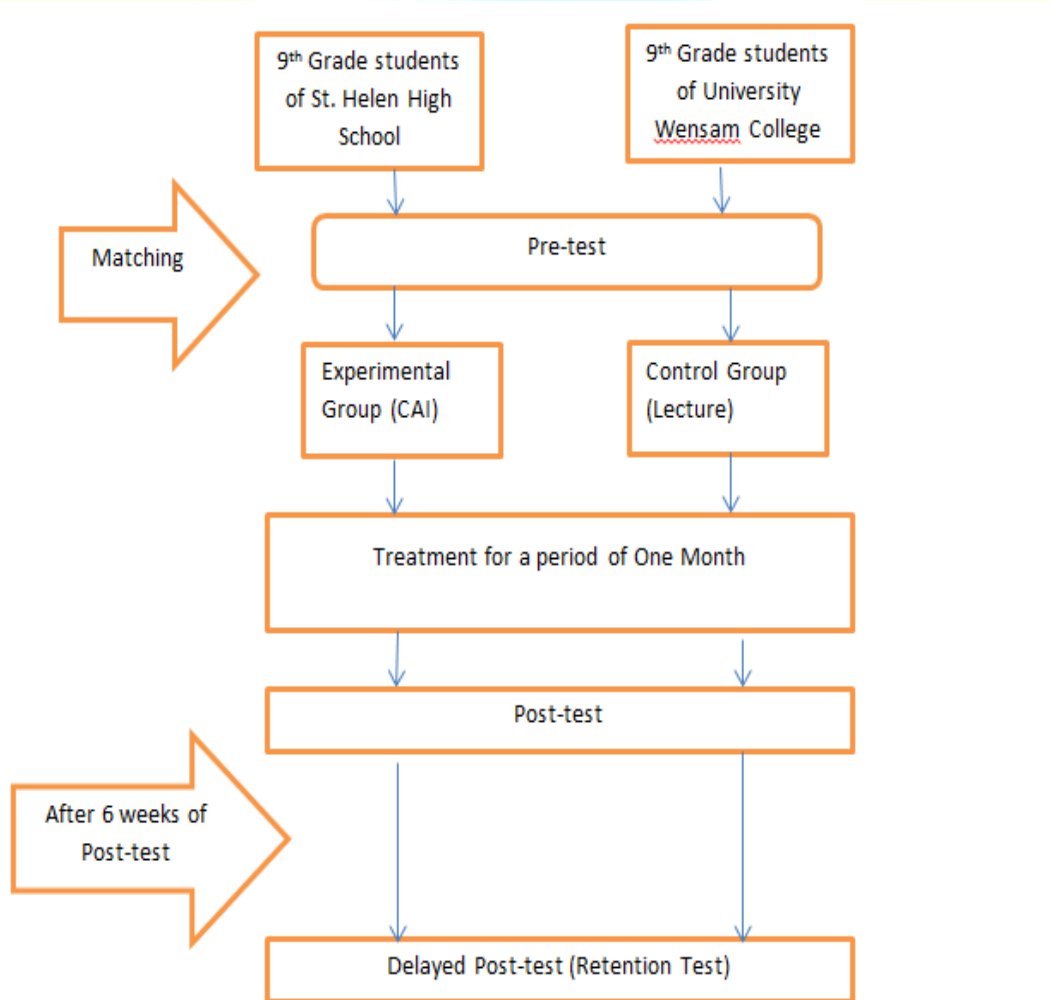 9th Grade students
of St. Helen High
School
9th Grade students
of University
Wensam College
Matching
Pre-test
Experimental
Group (CAI)
Control Group
(Lecture)
Treatment for a period of One Month
Post-test
After 6 weeks of
Post-test
Delayed Post-test (Retention Test)